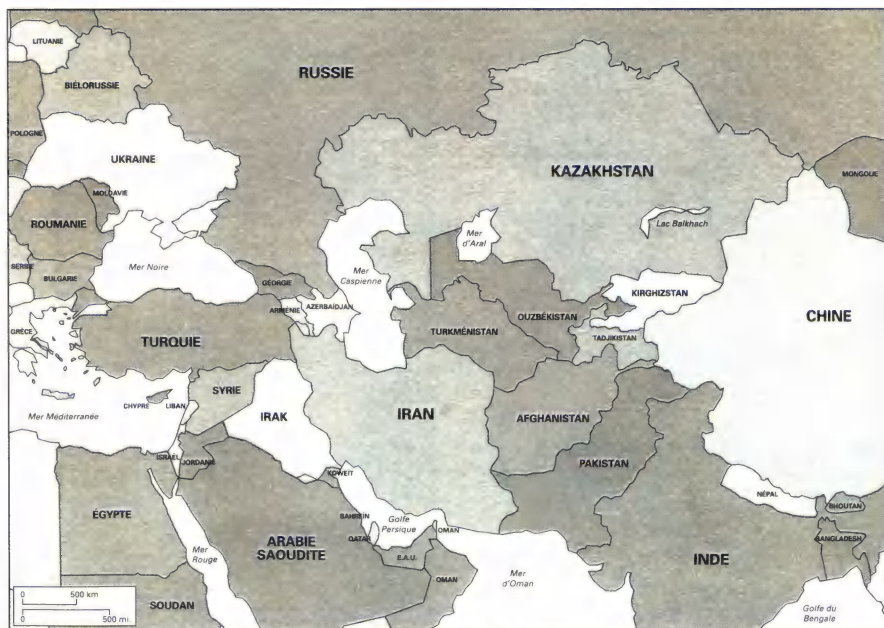 LITUANIE
RUSSIE
BIÉLORUSSIE
POLOGNE
UKRAINE
KAZAKHSTAN
MONGOLIE
MOLDAVIE
ROUMANIE
Lac Balkhach
Mer
d'Aral
Mer Noire
SERBIE
Mer
Caspienne
BULGARIE
GÉORGIE
KIRGHIZSTAN
ARMÉNIE
AZERBAÏDJAN
OUZBÉKISTAN
CHINE
GRÈCE
TURKMÉNISTAN
TADJIKISTAN
TURQUIE
SYRIE
CHYPRE
LIBAN
Mer Méditerranée
IRAK
IRAN
AFGHANISTAN
ISRAEL
JORDANIE
PAKISTAN
KOWEIT
NÉPAL
BHOUTAN
ÉGYPTE
BAHREIN
Golfe
Persique
OMAN
QATAR
BANGLADESH
ARABIE
SAOUDITE
Mer
Rouge
E.A.U.
INDE
OMAN
Mer
d'Oman
SOUDAN
Golfe du
Bengale
0 500 km
0 500 mi.